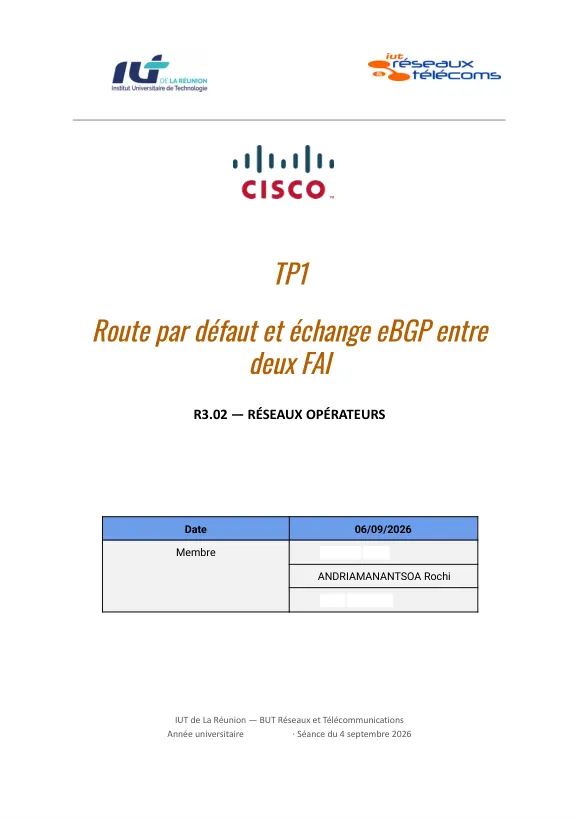 iUT
DE LA RÉUNION
Institut Universitaire de Technologie
iut
réseaux
& télécoms
CISCO
TP1
Route par défaut et échange eBGP entre
deux FAI
R3.02 — RÉSEAUX OPÉRATEURS
Date 06/09/2026
Membre
ANDRIAMANANTSOA Rochi
IUT de La Réunion — BUT Réseaux et Télécommunications
Année universitaire · Séance du 4 septembre 2026